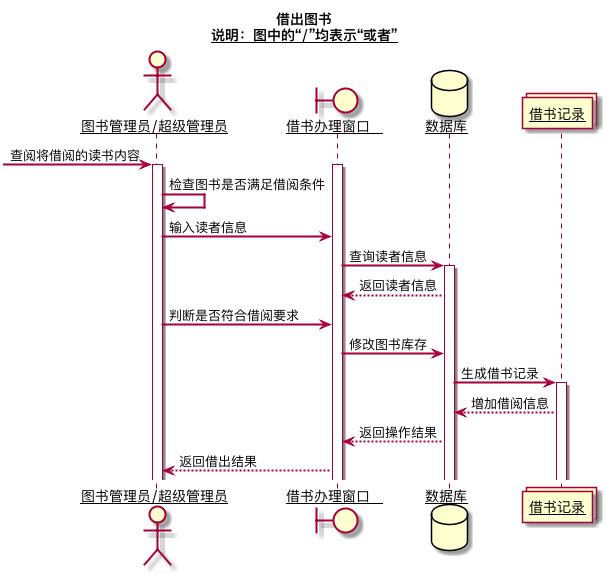 借出图书
说明：图中的“/”均表示“或者”
图书管理员/超级管理员
借书办理窗口
数据库
借书记录
查阅将借阅的读书内容
检查图书是否满足借阅条件
输入读者信息
查询读者信息
返回读者信息
判断是否符合借阅要求
修改图书库存
生成借书记录
增加借阅信息
返回操作结果
返回借出结果
图书管理员/超级管理员
借书办理窗口
数据库
借书记录